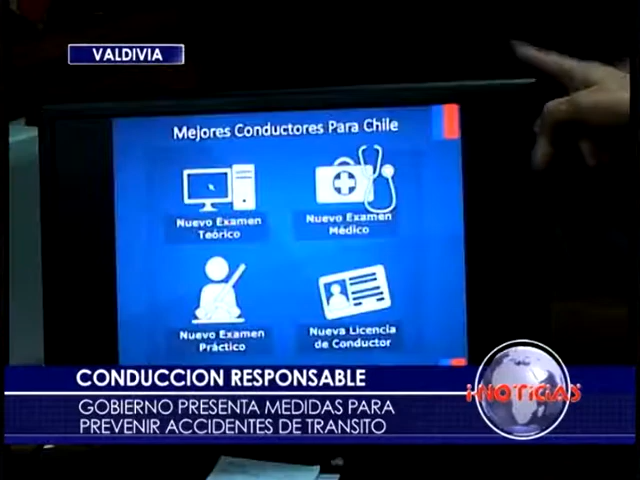 VALDIVIA
Mejores Conductores Para Chile
Nuevo Examen
Teórico
Nuevo Examen
Médico
Nuevo Examen
Práctico
Nueva Licencia
de Conductor
CONDUCCION RESPONSABLE
GOBIERNO PRESENTA MEDIDAS PARA
PREVENIR ACCIDENTES DE TRANSITO
NOTICIAS